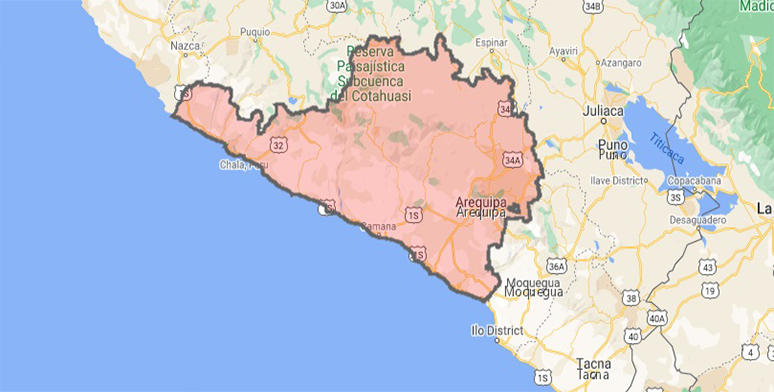 30A
34B
Madic
Puquio
Nazca
Espinar
Ayaviri
Azangaro
Reserva
Paisajística
Subcuenca
del Cotahuasi
1S
34
Juliaca
32
34A
Puno
Puno
Titicaca
Chala, Peru
Ilave District
Copacabana
3S
La
Arequipa
Arequipa
1S
Camana
Desaguadero
1S
36A
43
Moquegua
Moquegua
19
38
40A
Ilo District
40
4
3
Tacna
Tacna
1S